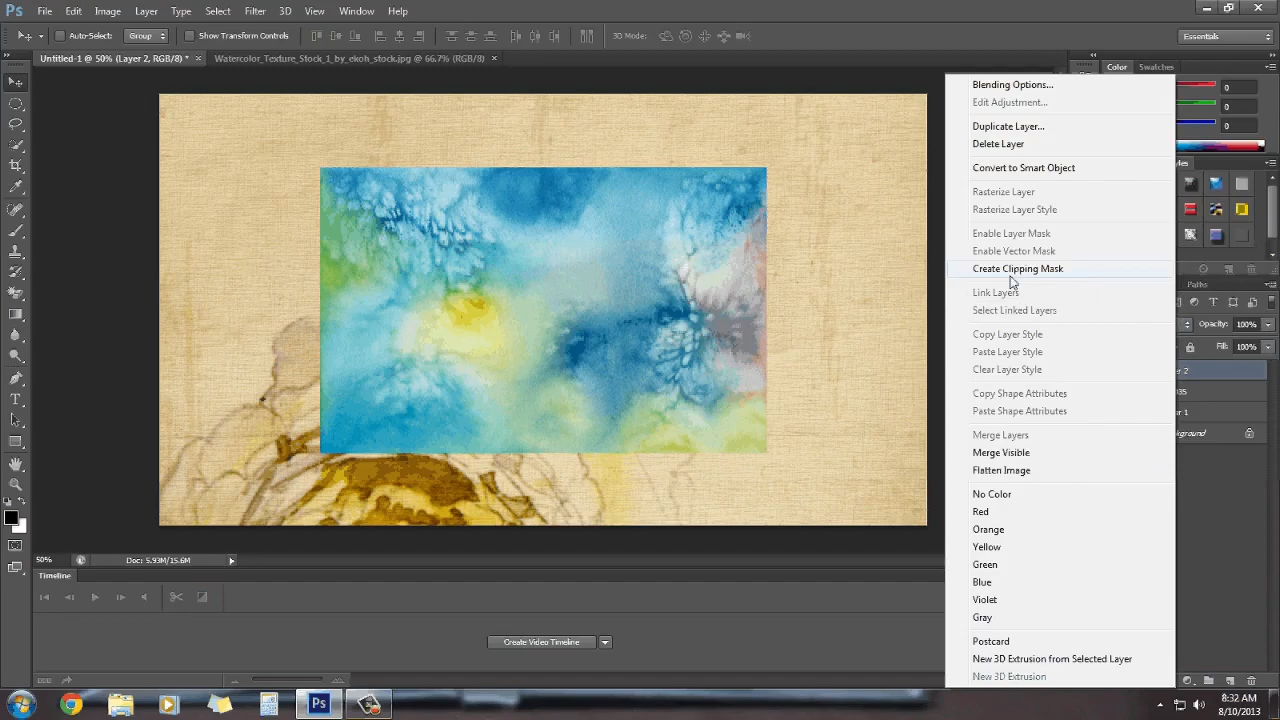 Ps File Edit Image Layer Type Select Filter 3D View Window Help
Auto-Select: Group Show Transform Controls 3D Mode: Essentials
Untitled-1 @ 50% (Layer 2, RGB/8) * × Watercolor_Texture_Stock_1_by_ekoh_stock.jpg @ 66.7% (RGB/8) ×
Color Swatches
0
0
0
Paths
Opacity: 100%
Fill: 100%
Blending Options...
Edit Adjustment...
Duplicate Layer...
Delete Layer
Convert to Smart Object
Rasterize Layer
Rasterize Layer Style
Enable Layer Mask
Enable Vector Mask
Create Clipping Mask
Link Layers
Select Linked Layers
Copy Layer Style
Paste Layer Style
Clear Layer Style
Copy Shape Attributes
Paste Shape Attributes
Merge Layers
Merge Visible
Flatten Image
No Color
Red
Orange
Yellow
Green
Blue
Violet
Gray
Postcard
New 3D Extrusion from Selected Layer
New 3D Extrusion
50% Doc: 5.93M/15.6M
Timeline
Create Video Timeline
Ps
8:32 AM
8/10/2013